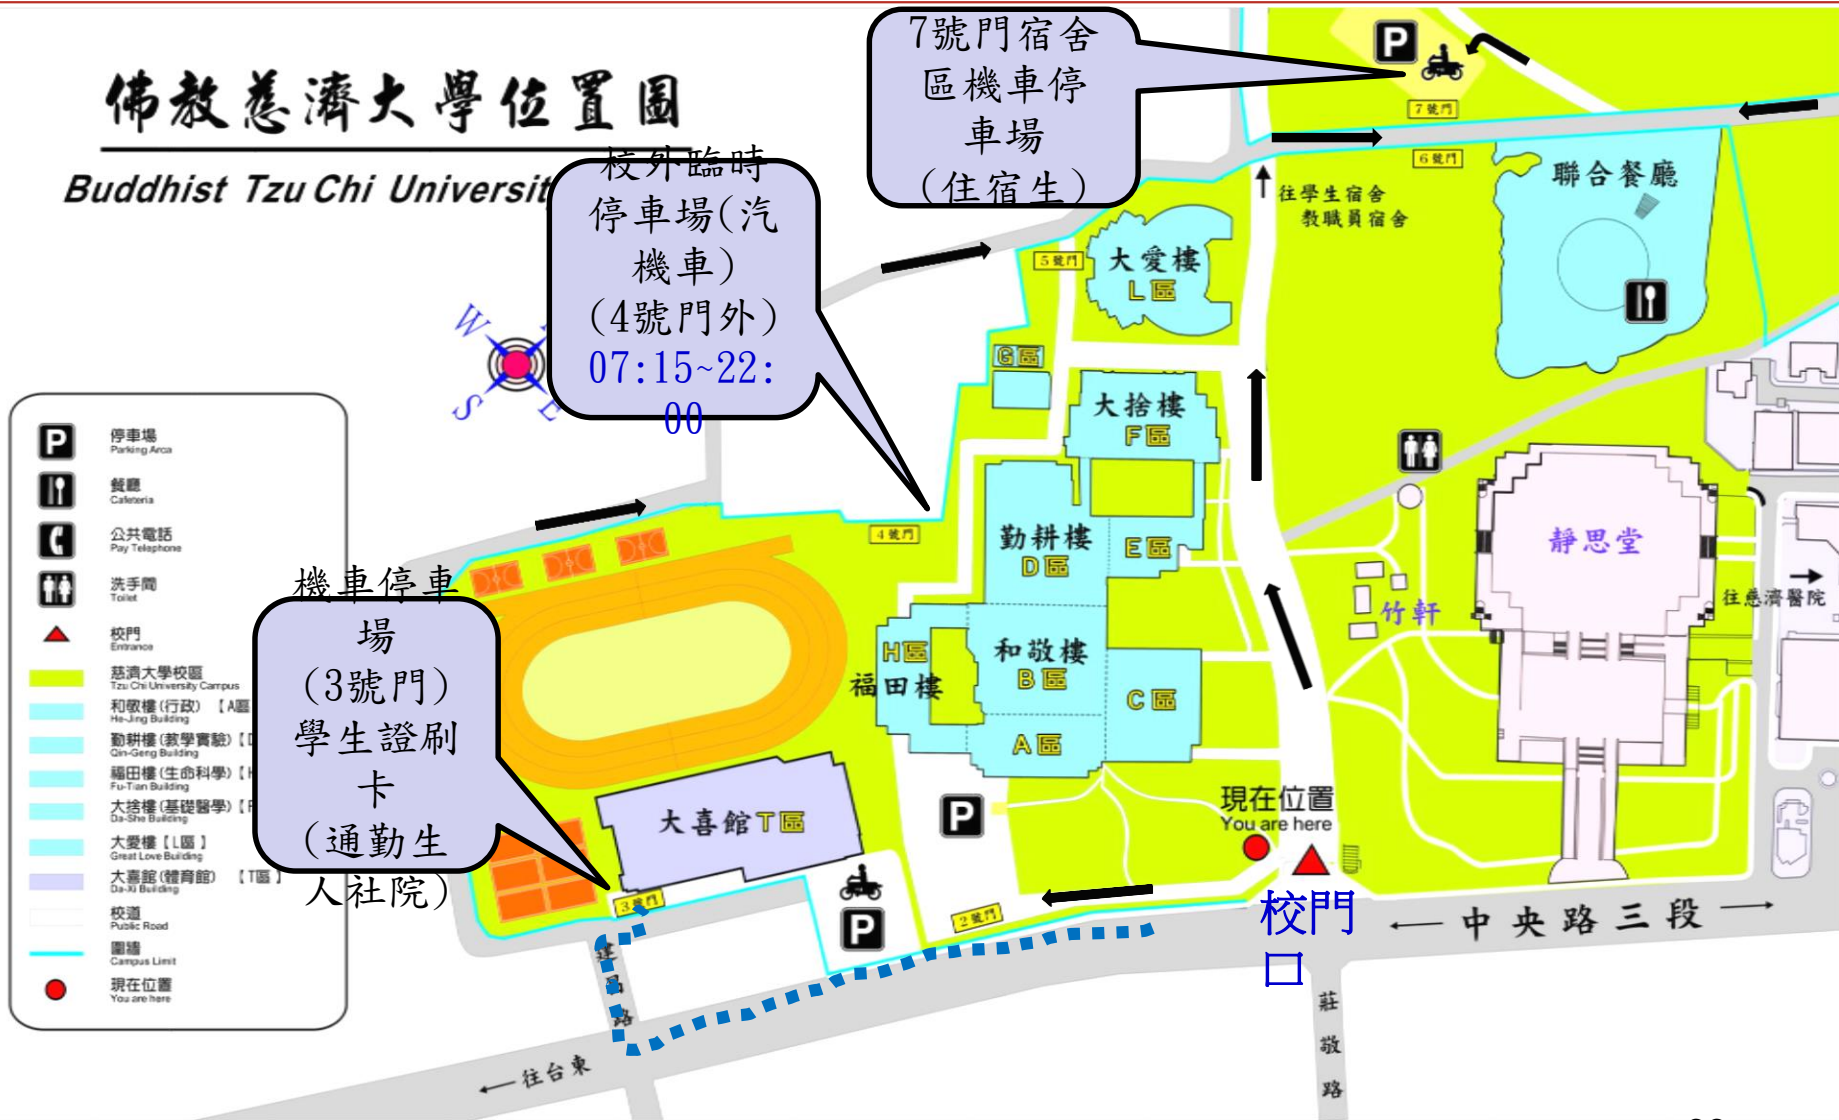 佛教慈濟大學位置圖
Buddhist Tzu Chi Universit
7號門宿舍
區機車停
車場
(住宿生)
校外臨時
停車場(汽
機車)
(4號門外)
07:15~22:
00
機車停車
場
(3號門)
學生證刷
卡
(通勤生
人社院)
W
S
E
停車場
Parking Area
餐廳
Cafeteria
公共電話
Pay Telephone
洗手間
Toilet
校門
Entrance
慈濟大學校區
Tzu Chi University Campus
和敬樓(行政) 【A區
He-Jing Building
勤耕樓(教學實驗)【D
Qin-Geng Building
福田樓(生命科學)【H
Fu-Tian Building
大捨樓(基礎醫學)【F
Da-She Building
大愛樓【L區】
Great Love Building
大喜館(體育館) 【T區】
Da-Xi Building
校道
Public Road
圍牆
Campus Limit
現在位置
You are here
P
7號門
6號門
聯合餐廳
往學生宿舍
教職員宿舍
5號門
大愛樓
L區
G區
大捨樓
F區
4號門
勤耕樓
D區
E區
靜思堂
往慈濟醫院
竹軒
H區
福田樓
和敬樓
B區
C區
A區
大喜館T區
P
P
3號門
2號門
現在位置
You are here
校門
口
中央路三段
建昌路
莊敬路
往台東